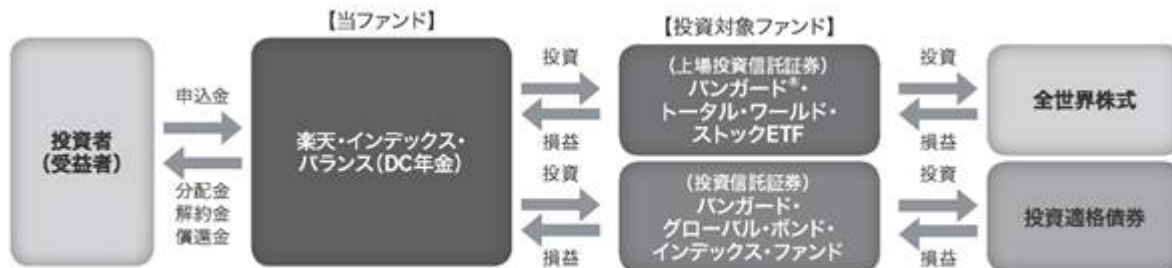 【当ファンド】
【投資対象ファンド】
投資者
(受益者)
申込金
分配金
解約金
償還金
楽天・インデックス・
バランス(DC年金)
投資
損益
投資
損益
(上場投資信託証券)
バンガード®・
トータル・ワールド・
ストックETF
(投資信託証券)
バンガード・
グローバル・ボンド・
インデックス・ファンド
投資
損益
投資
損益
全世界株式
投資適格債券